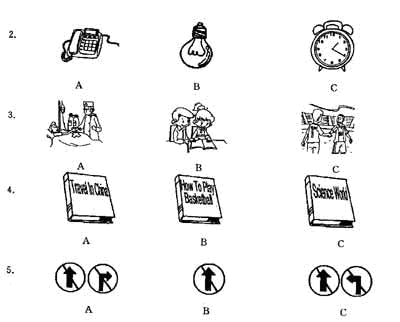 2.
A B C
3.
A B C
4.
Travel In China
How To Play
Basketball
Science World
A B C
5.
A B C